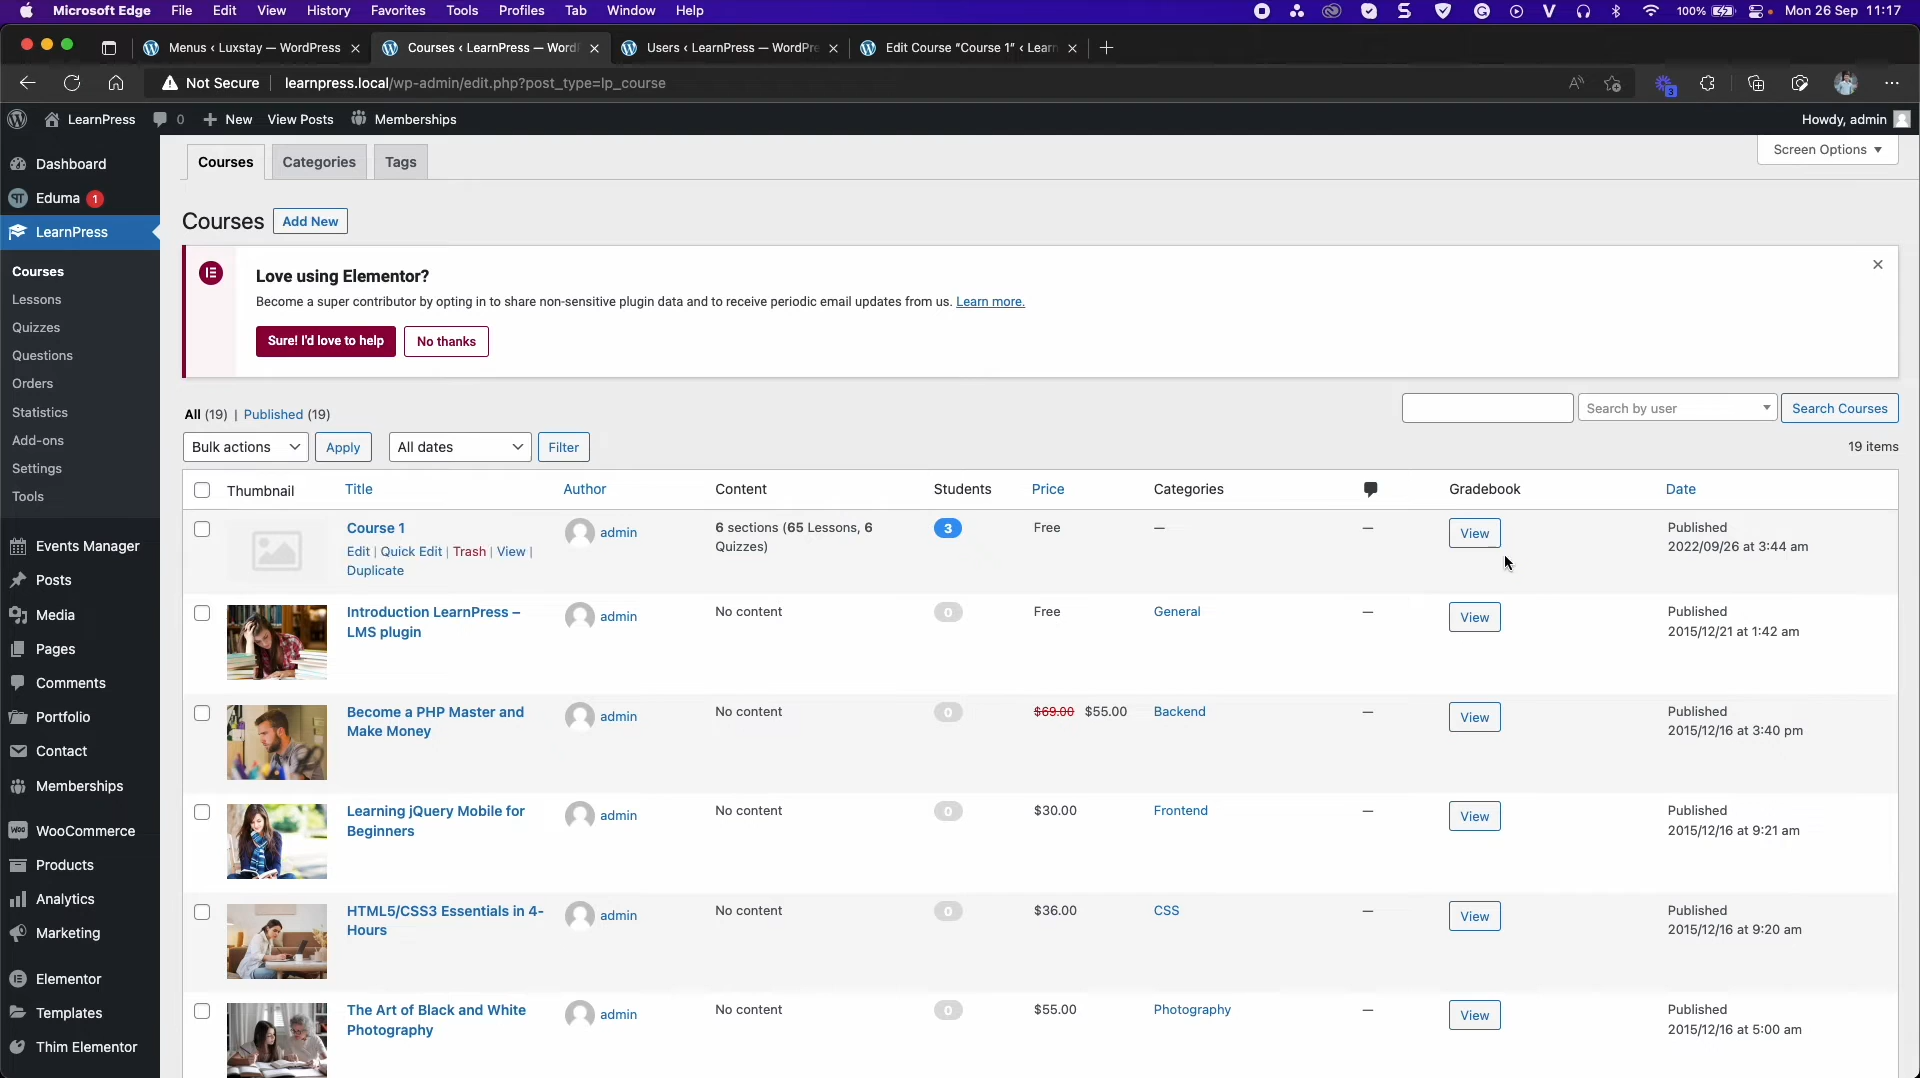 Microsoft Edge File Edit View History Favorites Tools Profiles Tab Window Help
100% Mon 26 Sep 11:17
Menus ‹ Luxstay — WordPress
Courses ‹ LearnPress — Word
Users ‹ LearnPress — WordPre
Edit Course "Course 1" ‹ Learn
Not Secure learnpress.local/wp-admin/edit.php?post_type=lp_course
3
LearnPress 0 New View Posts Memberships Howdy, admin
Dashboard
Eduma 1
LearnPress
Courses
Lessons
Quizzes
Questions
Orders
Statistics
Add-ons
Settings
Tools
Events Manager
Posts
Media
Pages
Comments
Portfolio
Contact
Memberships
WooCommerce
Products
Analytics
Marketing
Elementor
Templates
Thim Elementor
Courses Categories Tags
Screen Options
Courses Add New
Love using Elementor?
Become a super contributor by opting in to share non-sensitive plugin data and to receive periodic email updates from us. Learn more.
Sure! I'd love to help No thanks
All (19) | Published (19)
Search by user Search Courses
Bulk actions Apply All dates Filter
19 items
Thumbnail Title Author Content Students Price Categories Gradebook Date
Course 1
Edit | Quick Edit | Trash | View |
Duplicate
admin
6 sections (65 Lessons, 6
Quizzes)
3
Free
—
—
View
Published
2022/09/26 at 3:44 am
Introduction LearnPress –
LMS plugin
admin
No content
0
Free
General
—
View
Published
2015/12/21 at 1:42 am
Become a PHP Master and
Make Money
admin
No content
0
$69.00 $55.00
Backend
—
View
Published
2015/12/16 at 3:40 pm
Learning jQuery Mobile for
Beginners
admin
No content
0
$30.00
Frontend
—
View
Published
2015/12/16 at 9:21 am
HTML5/CSS3 Essentials in 4-
Hours
admin
No content
0
$36.00
CSS
—
View
Published
2015/12/16 at 9:20 am
The Art of Black and White
Photography
admin
No content
0
$55.00
Photography
—
View
Published
2015/12/16 at 5:00 am